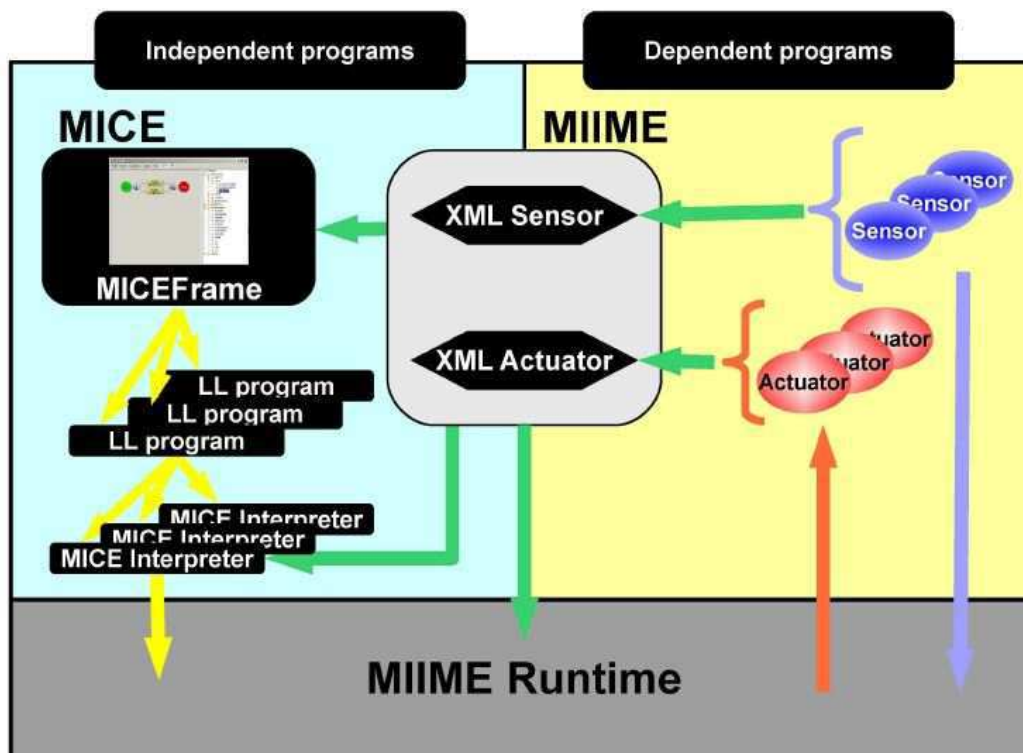 Independent programs
Dependent programs
MICE
MIIME
XML Sensor
Sensor
Sensor
Sensor
MICEFrame
XML Actuator
Actuator
LL program
LL program
LL program
MICE Interpreter
MICE Interpreter
MICE Interpreter
MIIME Runtime